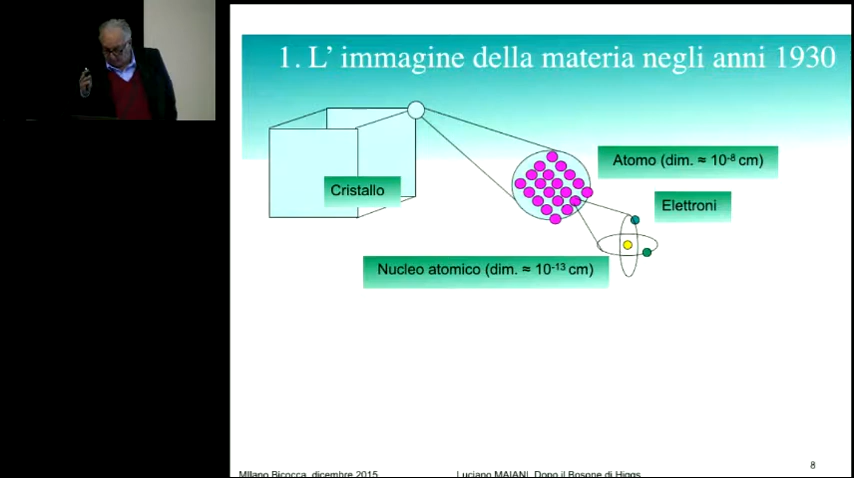 1. L’ immagine della materia negli anni 1930
Atomo (dim. ≈ 10-8 cm)
Cristallo
Elettroni
Nucleo atomico (dim. ≈ 10-13 cm)
8
MIlano Bicocca, dicembre 2015
Luciano MAIANI. Dopo il Bosone di Higgs